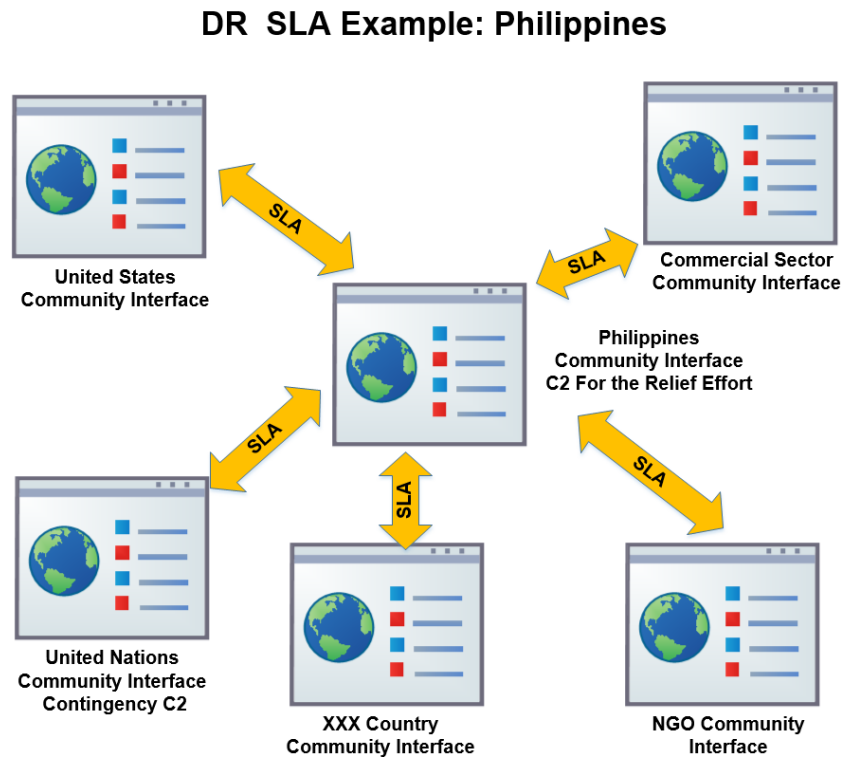 DR SLA Example: Philippines
SLA
United States
Community Interface
SLA
Commercial Sector
Community Interface
Philippines
Community Interface
C2 For the Relief Effort
SLA
SLA
SLA
United Nations
Community Interface
Contingency C2
XXX Country
Community Interface
NGO Community
Interface